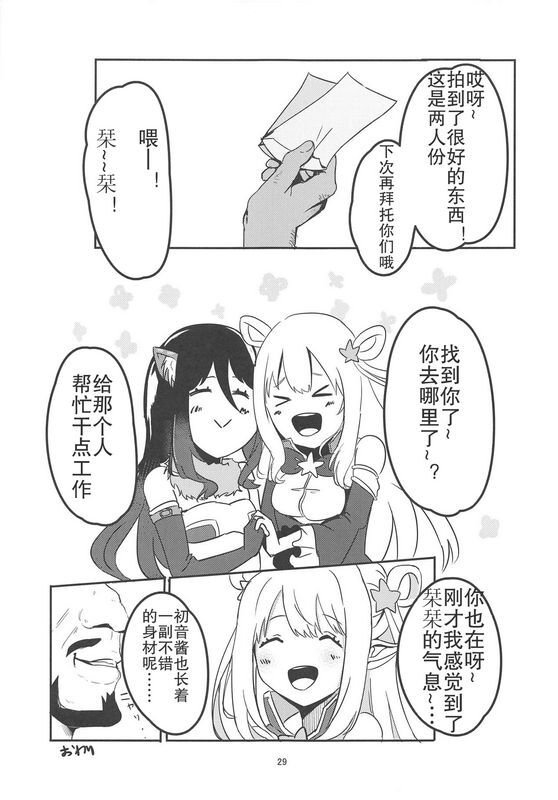 哎呀~
拍到了很好的东西!
这是两人份
下次再拜托你们哦
喂——!
栞~~栞!
找到你了~
你去哪里了~?
给那个人
帮忙干点工作
你也在呀~
刚才我感觉到了
栞栞的气息~…
初音酱也长着
一副不错
的身材呢……
ニヤリ
おわり
29